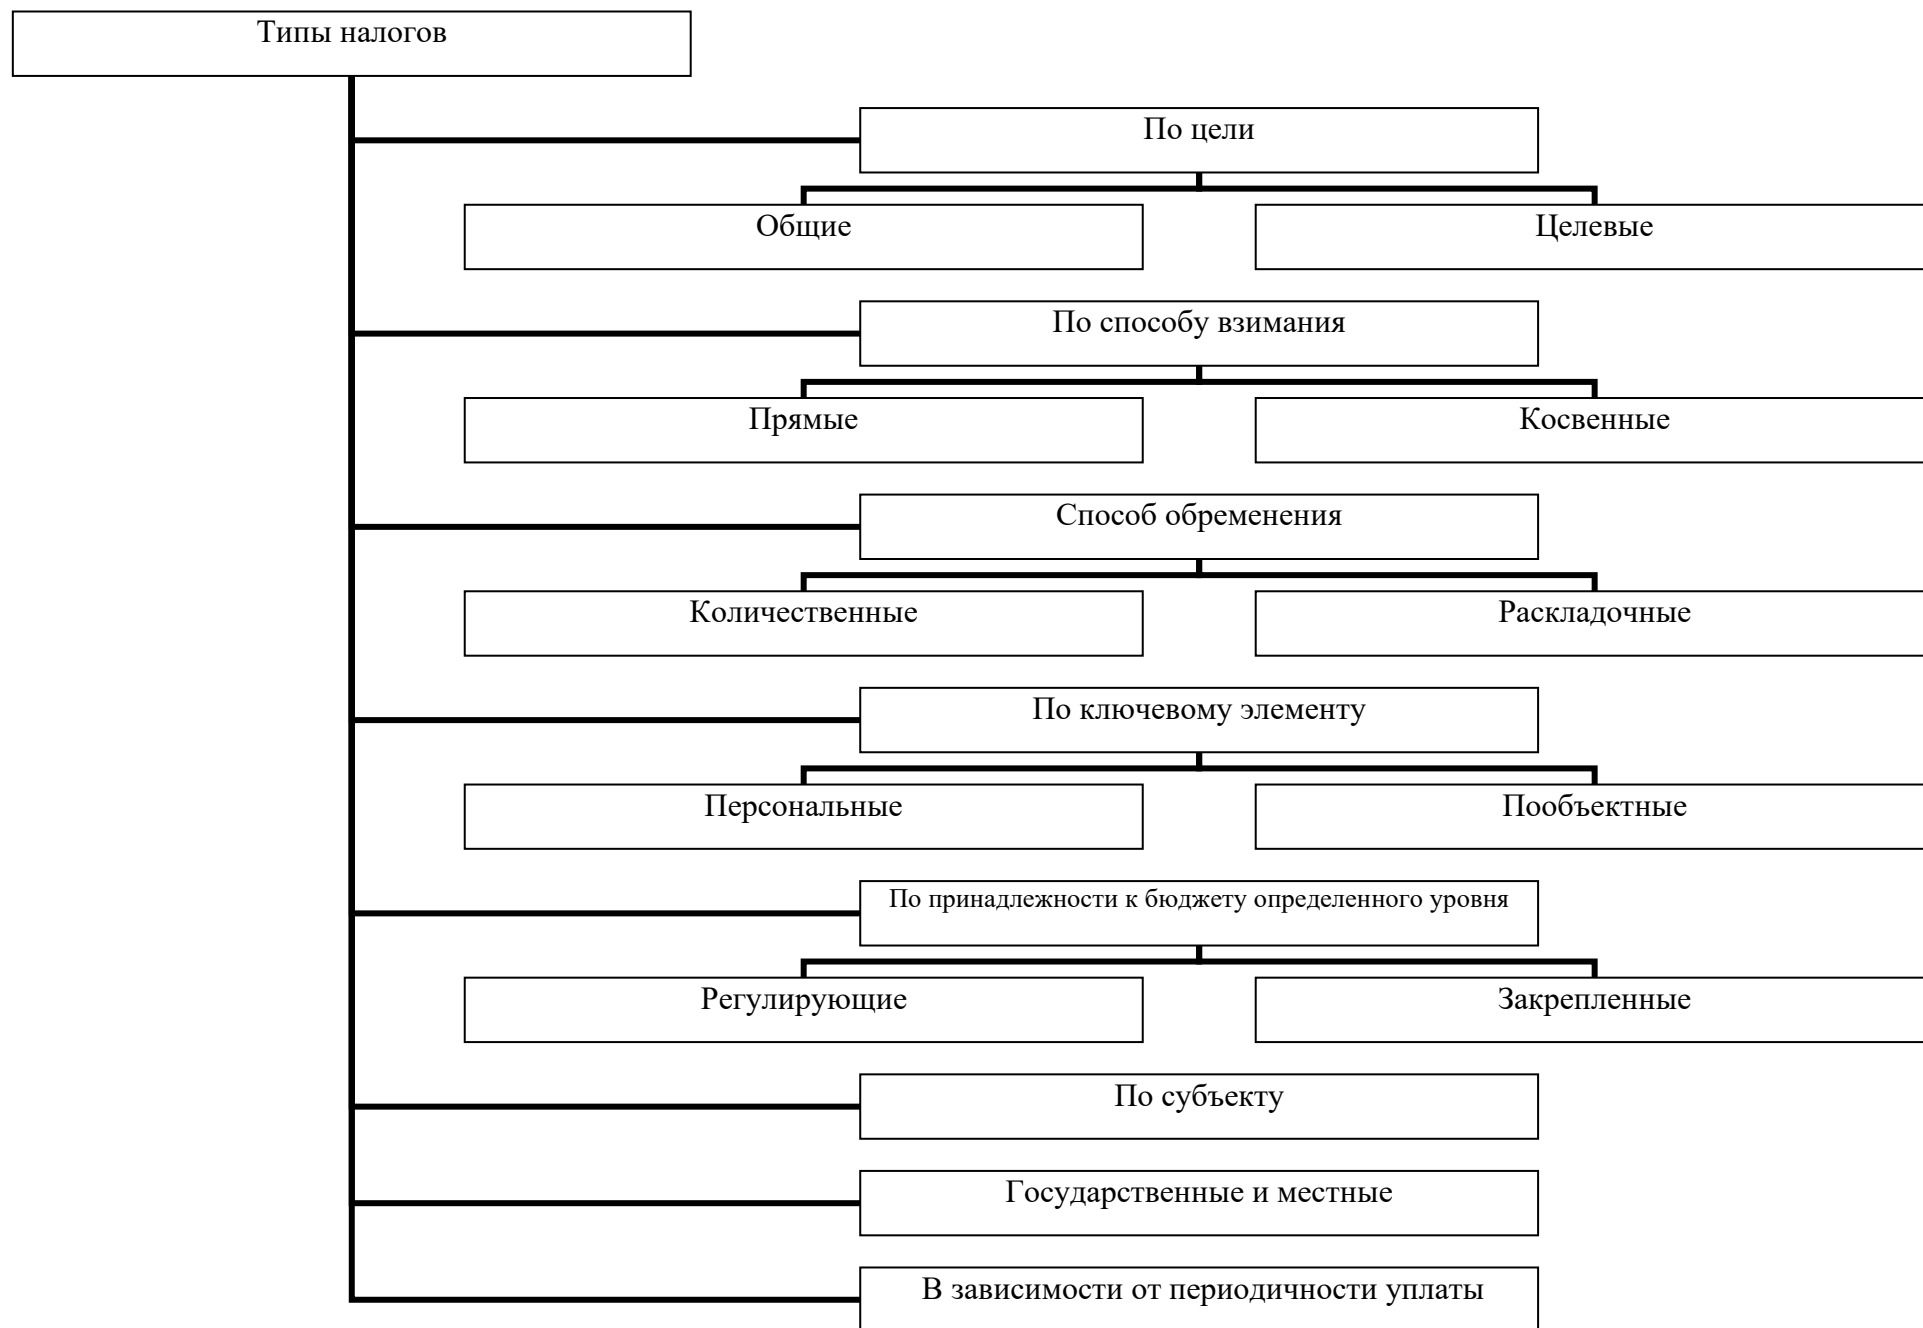 Типы налогов
По цели
Общие
Целевые
По способу взимания
Прямые
Косвенные
Способ обременения
Количественные
Раскладочные
По ключевому элементу
Персональные
Пообъектные
По принадлежности к бюджету определенного уровня
Регулирующие
Закрепленные
По субъекту
Государственные и местные
В зависимости от периодичности уплаты